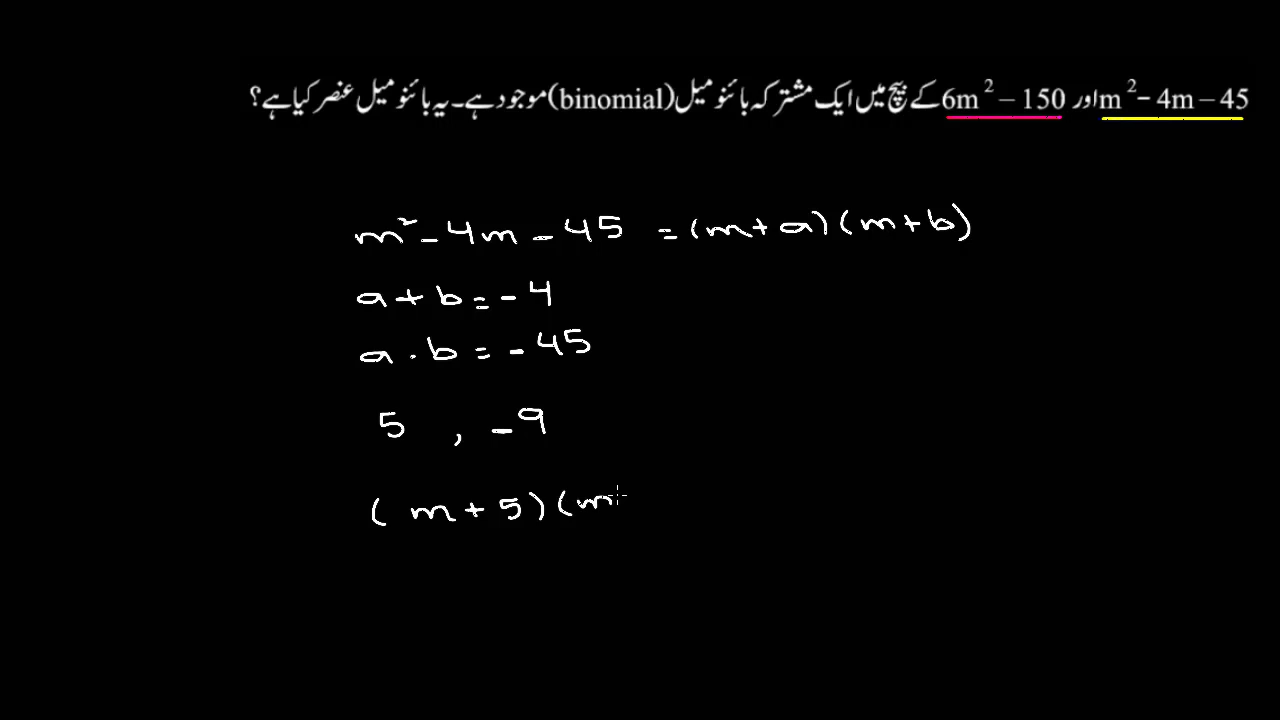 m² – 4m – 45 اور 6m² – 150 کے بیچ میں ایک مشترکہ بائنومیل (binomial) موجود ہے۔ یہ بائنومیل عنصر کیا ہے؟
m² - 4m - 45 = (m + a) (m + b)
a + b = - 4
a . b = - 45
5 , - 9
( m + 5) (m